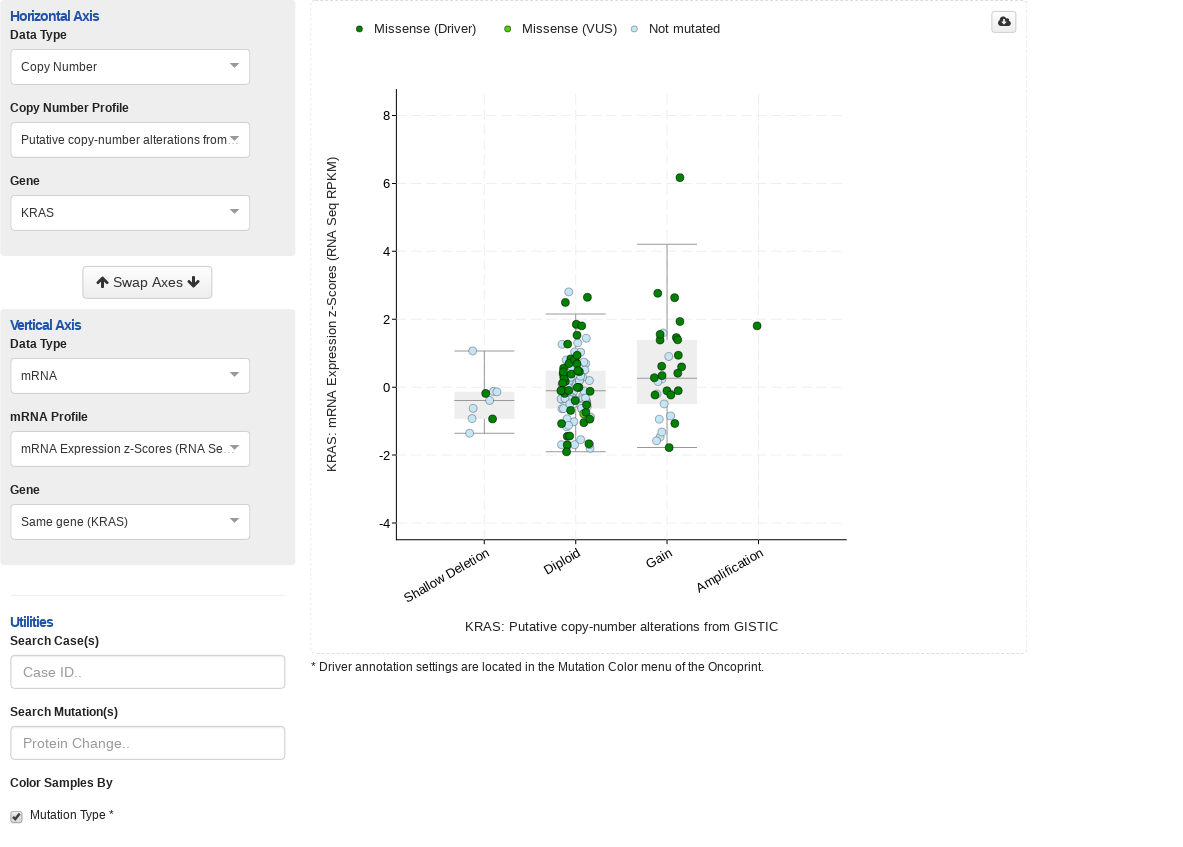 Horizontal Axis
Data Type
Copy Number
Copy Number Profile
Putative copy-number alterations from...
Gene
KRAS
Swap Axes
Vertical Axis
Data Type
mRNA
mRNA Profile
mRNA Expression z-Scores (RNA Se...
Gene
Same gene (KRAS)
Utilities
Search Case(s)
Case ID..
Search Mutation(s)
Protein Change..
Color Samples By
Mutation Type *
Missense (Driver) Missense (VUS) Not mutated
KRAS: mRNA Expression z-Scores (RNA Seq RPKM)
8
6
4
2
0
-2
-4
Shallow Deletion Diploid Gain Amplification
KRAS: Putative copy-number alterations from GISTIC
* Driver annotation settings are located in the Mutation Color menu of the Oncoprint.